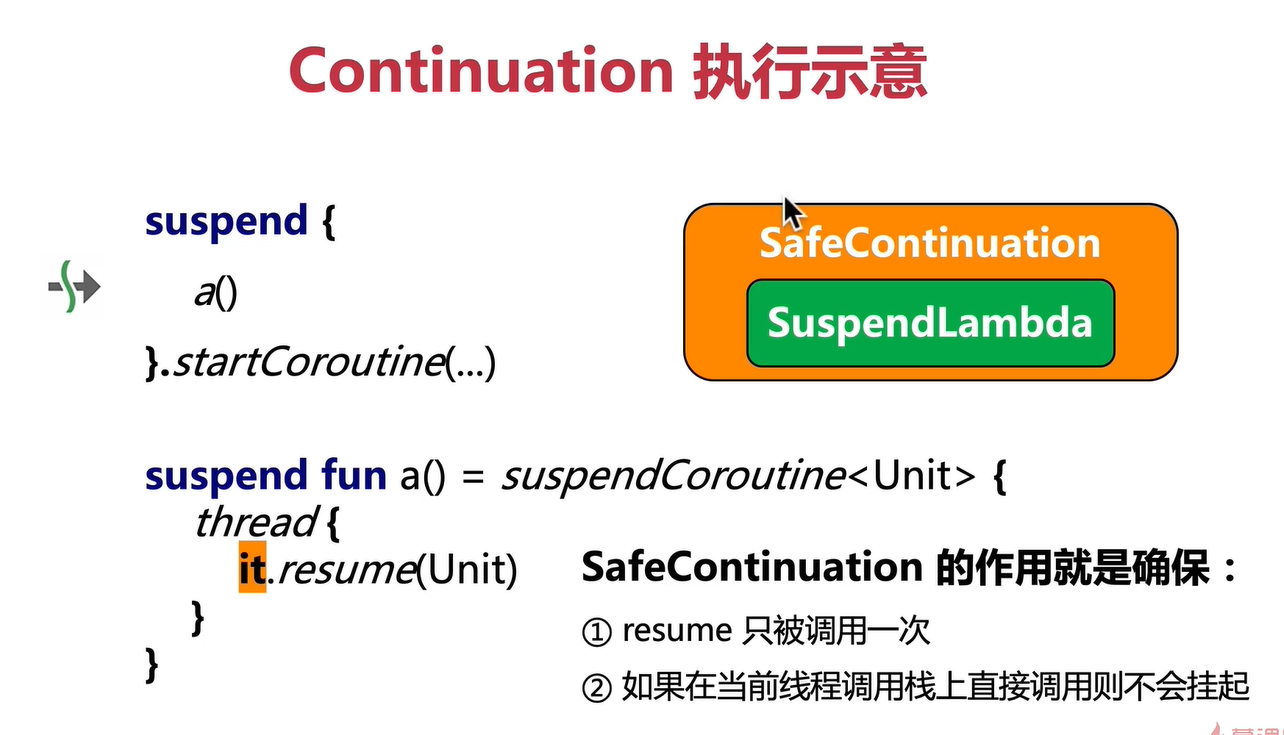 Continuation 执行示意
suspend {
a()
}.startCoroutine(...)
SafeContinuation
SuspendLambda
suspend fun a() = suspendCoroutine<Unit> {
thread {
it.resume(Unit)
}
}
SafeContinuation 的作用就是确保：
① resume 只被调用一次
② 如果在当前线程调用栈上直接调用则不会挂起